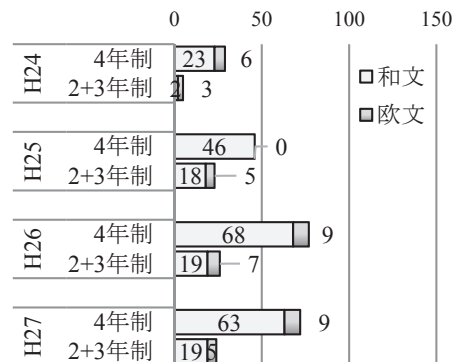 0 50 100 150
和文
欧文
H24
4年制 23 6
2+3年制 2 3
H25
4年制 46 0
2+3年制 18 5
H26
4年制 68 9
2+3年制 19 7
H27
4年制 63 9
2+3年制 19 5